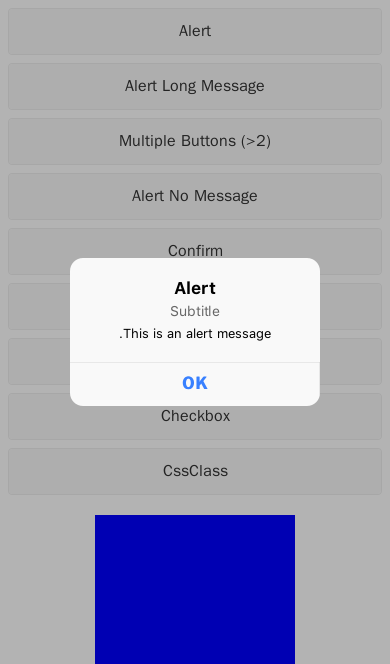 Alert
Alert Long Message
Multiple Buttons (>2)
Alert No Message
Confirm
Alert
Subtitle
.This is an alert message
OK
Checkbox
CssClass